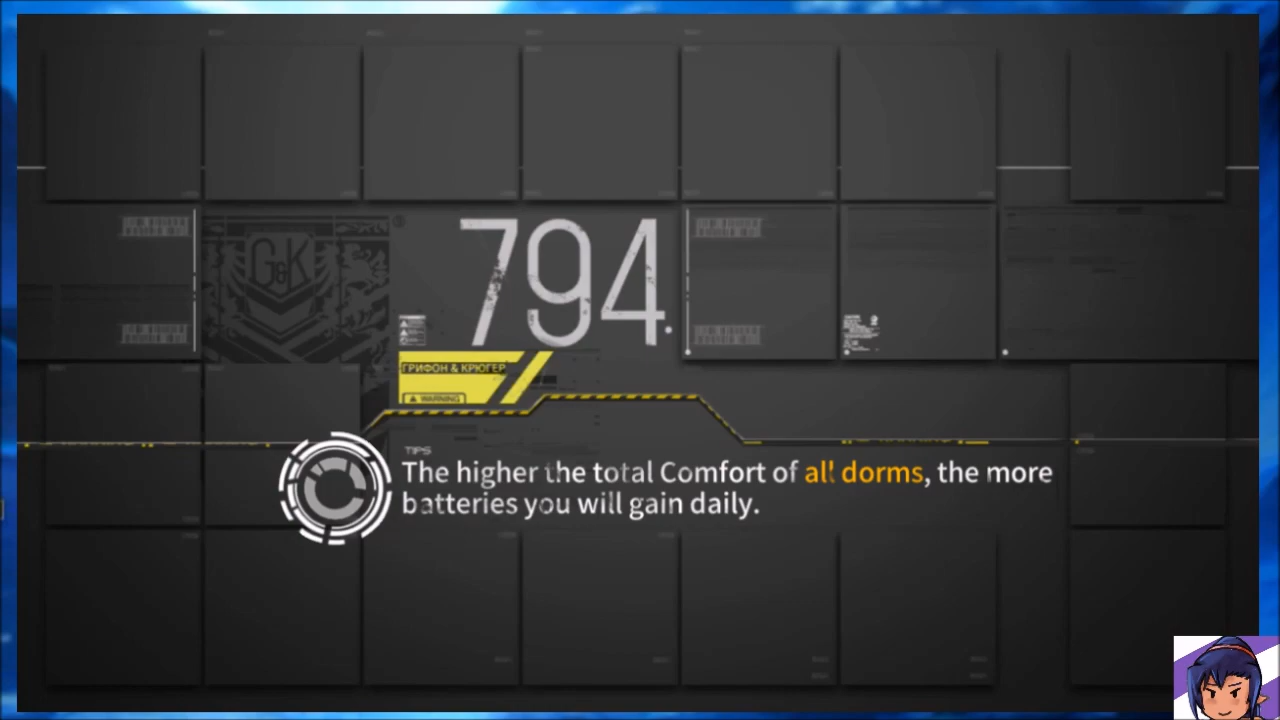 G&K
794.
ГРИФОН & КРЮГЕР
WARNING
TIPS
The higher the total Comfort of all dorms, the more
batteries you will gain daily.